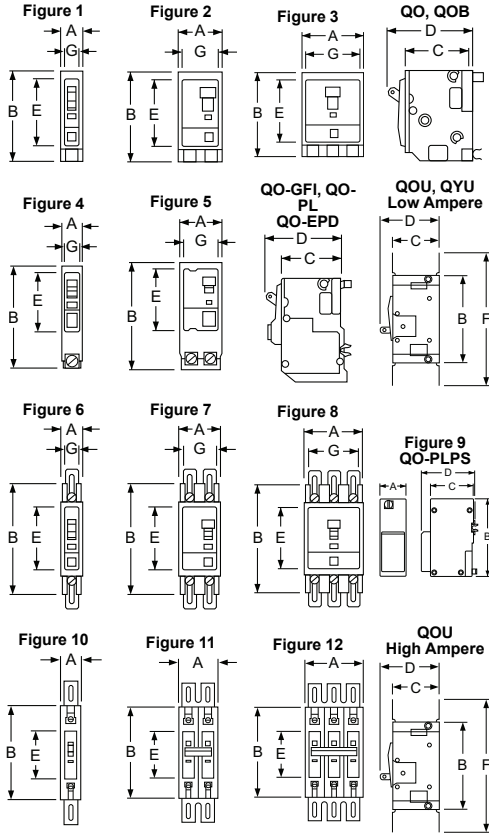 Figure 1
A
G
B
E
Figure 2
A
G
B
E
Figure 3
A
G
B
E
QO, QOB
D
C
Figure 4
A
G
B
E
Figure 5
A
G
B
E
QO-GFI, QO-
PL
QO-EPD
D
C
QOU, QYU
Low Ampere
D
C
B
F
Figure 6
A
G
B
E
Figure 7
A
G
B
E
Figure 8
A
G
B
E
Figure 9
QO-PLPS
D
A
C
B
Figure 10
A
B
E
Figure 11
A
B
E
Figure 12
A
B
E
QOU
High Ampere
D
C
B
F